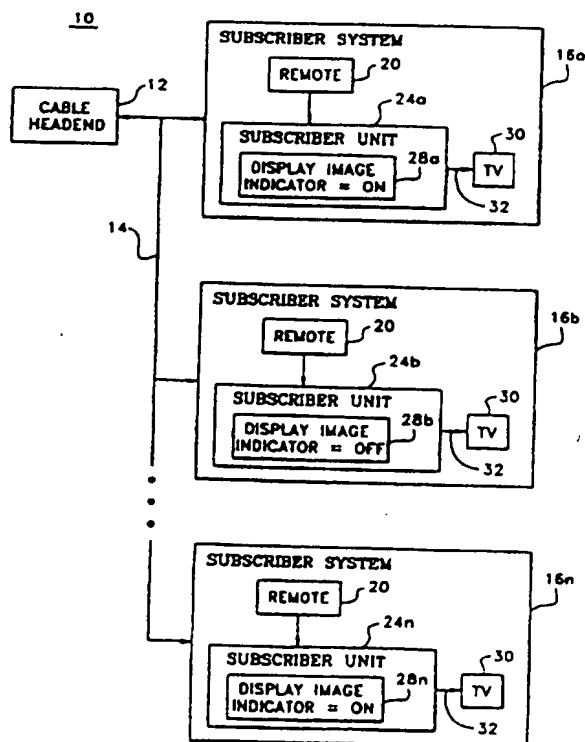 10
SUBSCRIBER SYSTEM
16a
REMOTE
20
12
24a
CABLE
HEADEND
SUBSCRIBER UNIT
30
DISPLAY IMAGE
INDICATOR = ON
28a
TV
32
14
SUBSCRIBER SYSTEM
16b
REMOTE
20
24b
SUBSCRIBER UNIT
30
DISPLAY IMAGE
INDICATOR = OFF
28b
TV
32
SUBSCRIBER SYSTEM
16n
REMOTE
20
24n
SUBSCRIBER UNIT
30
DISPLAY IMAGE
INDICATOR = ON
28n
TV
32